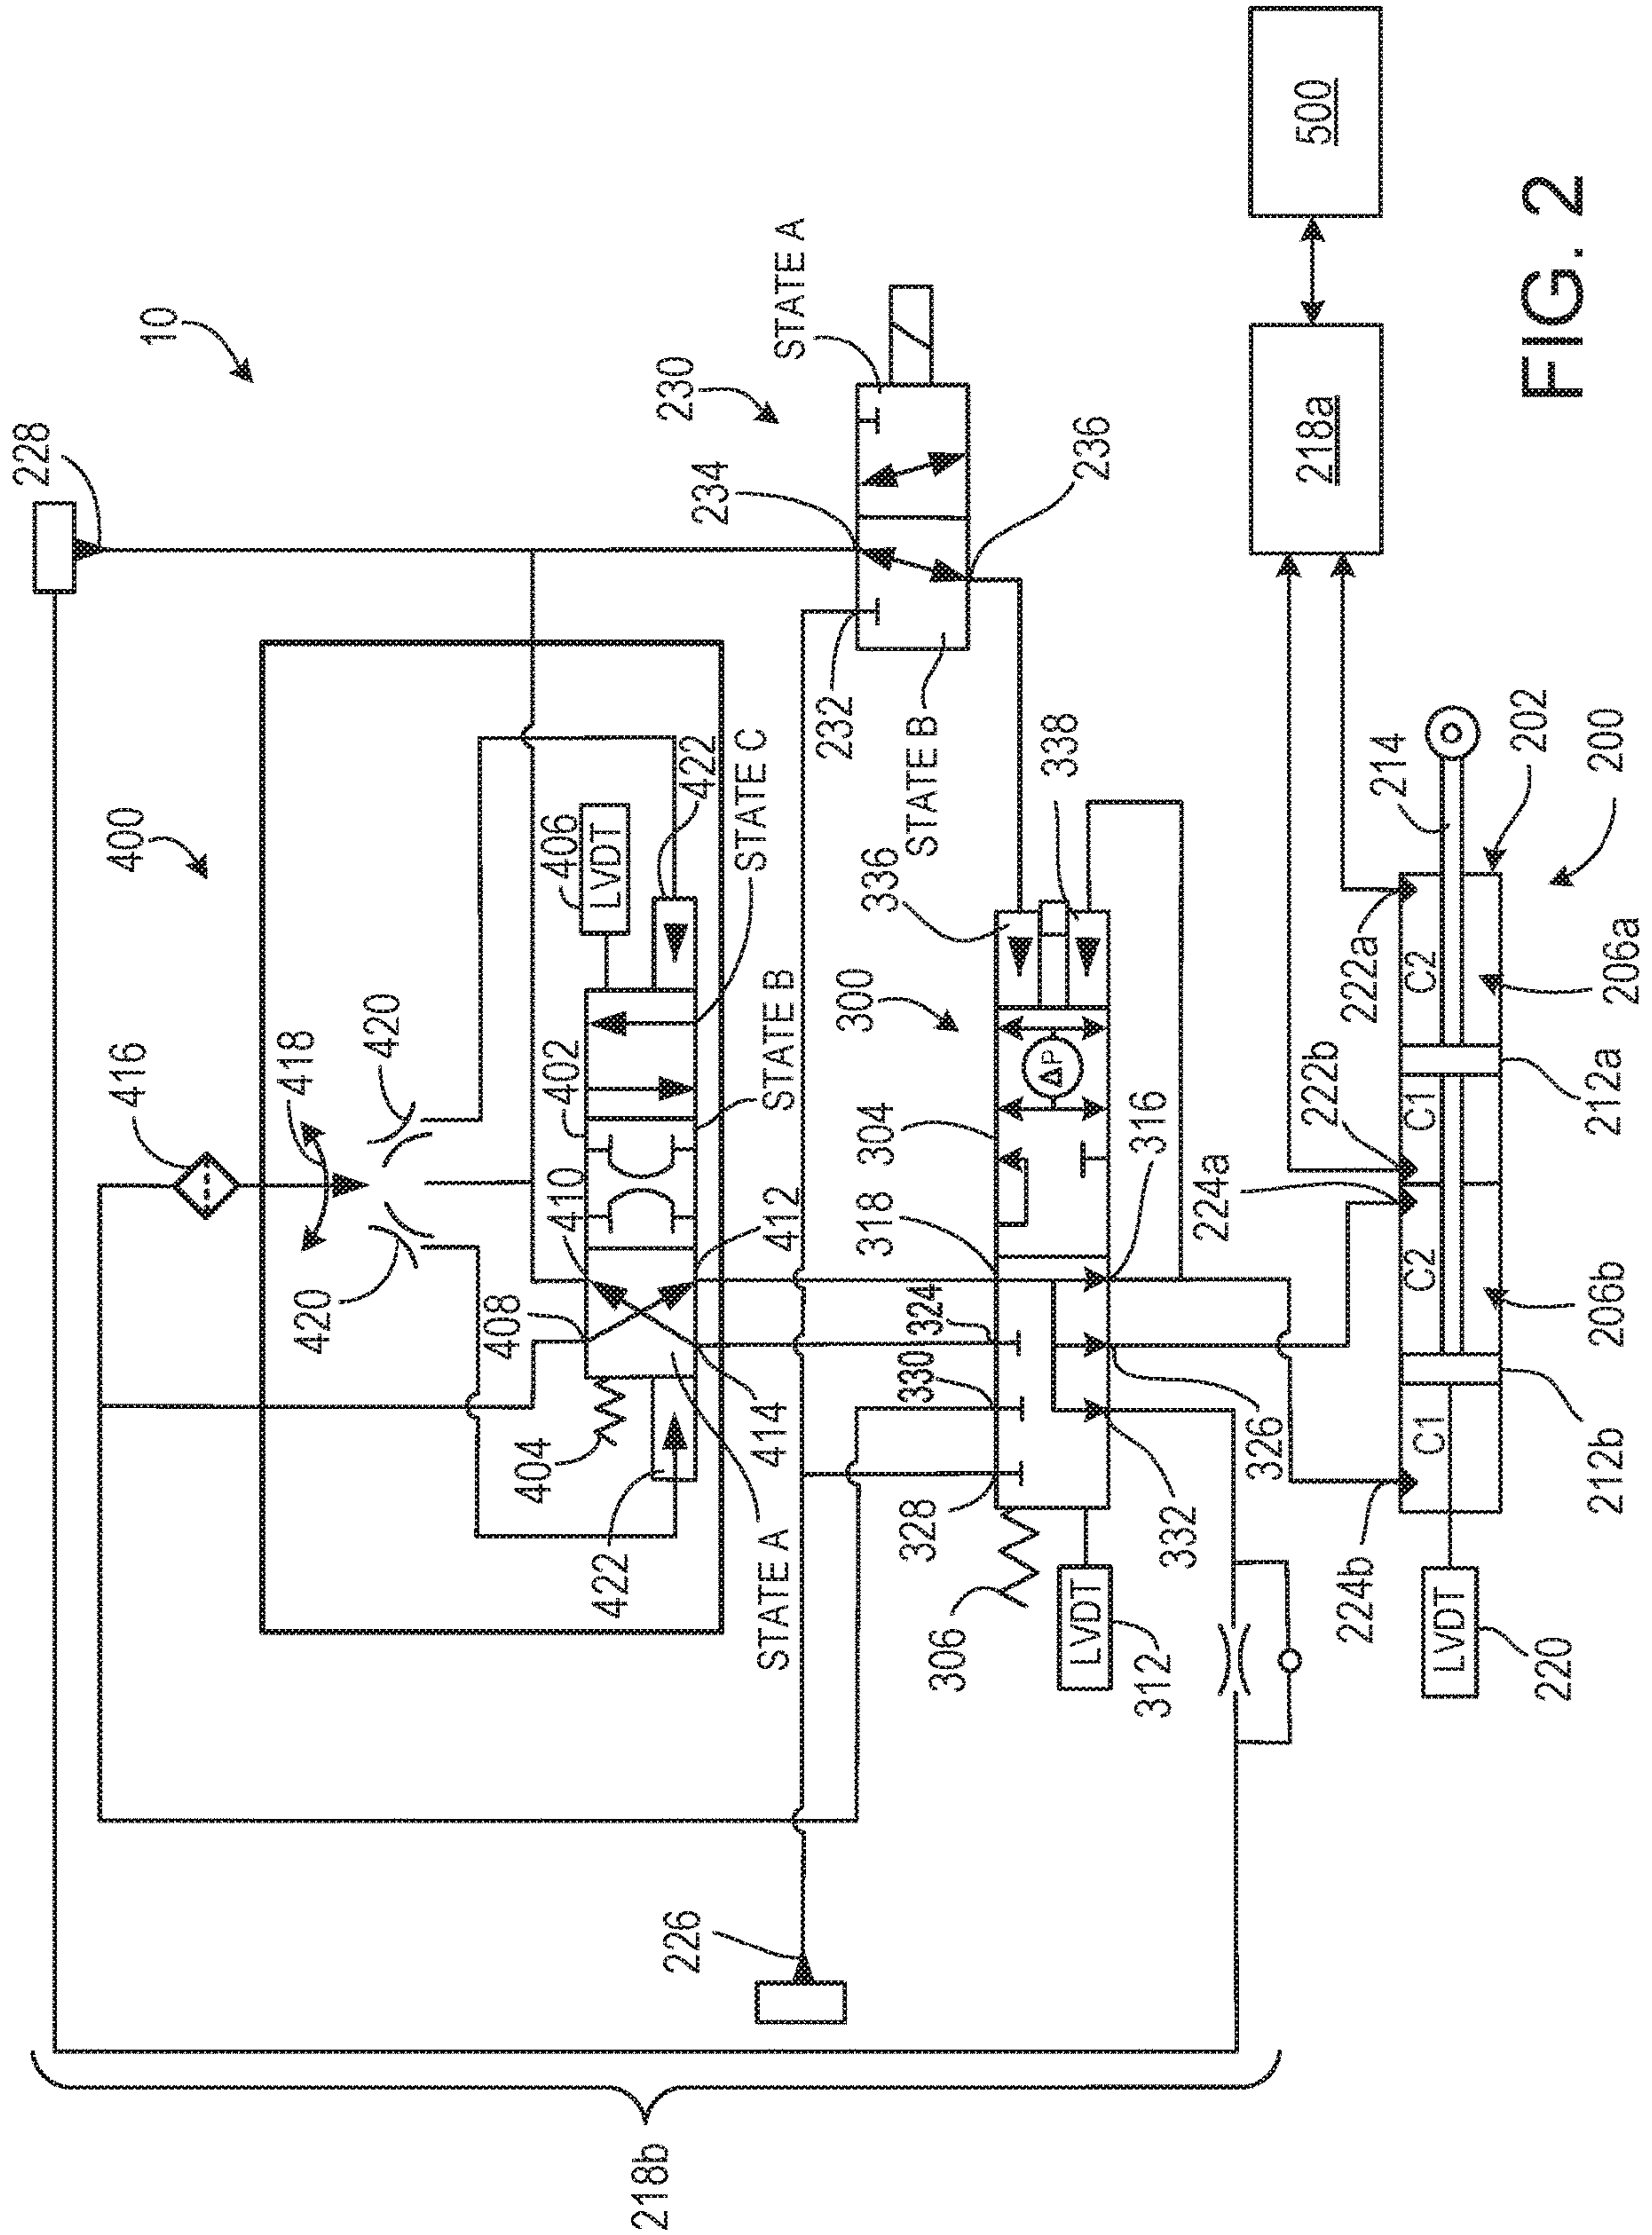 10
228
400
416
418
420
420
406
LVDT
422
STATE C
402
STATE B
410
408
412
404
414
422
STATE A
230
STATE A
234
232
236
STATE B
226
218b
300
336
338
304
ΔP
318
316
324
330
328
326
332
306
LVDT
312
224a
224b
222b
222a
C1
C2
C1
C2
214
202
200
206a
212a
206b
212b
LVDT
220
218a
500
FIG. 2